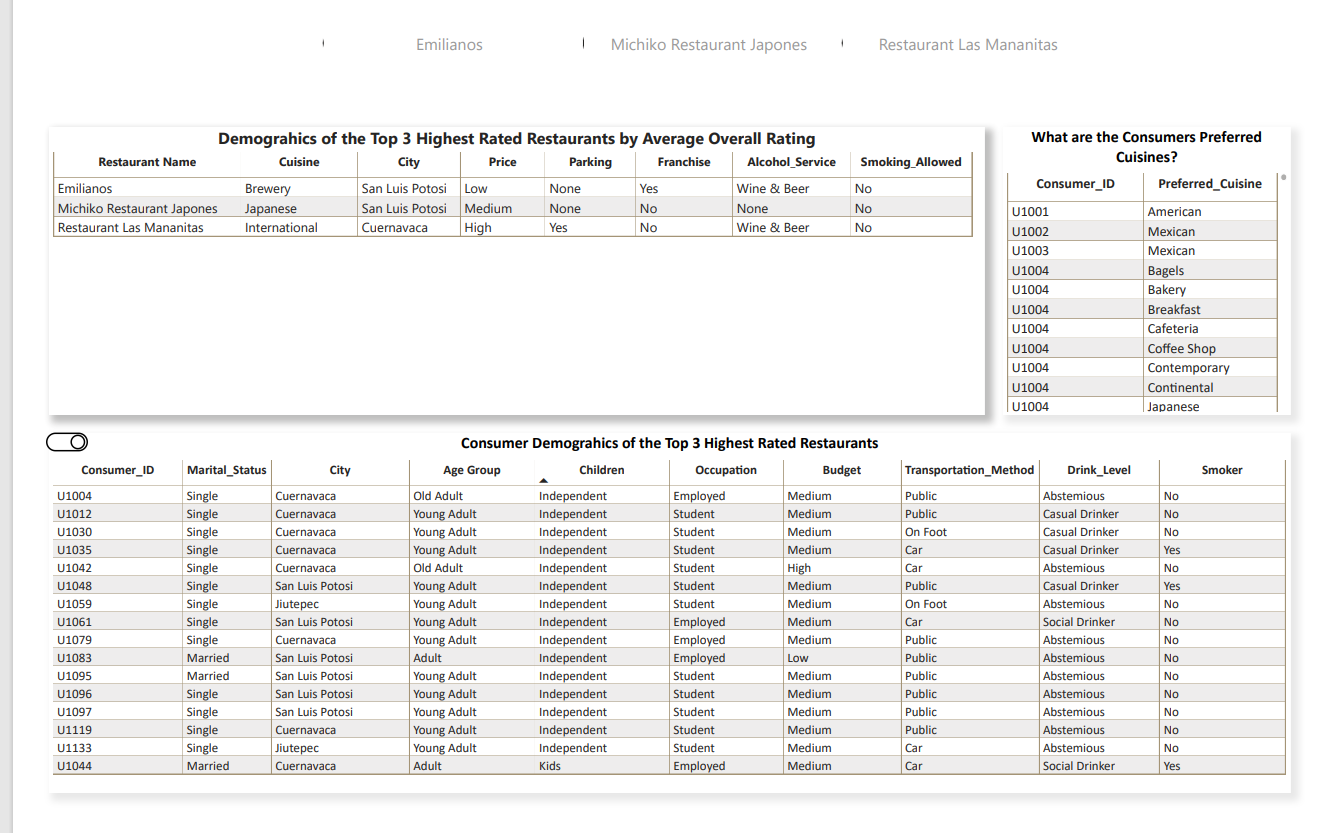 Emilianos Michiko Restaurant Japones Restaurant Las Mananitas
Demograhics of the Top 3 Highest Rated Restaurants by Average Overall Rating
Restaurant Name Cuisine City Price Parking Franchise Alcohol_Service Smoking_Allowed
Emilianos Brewery San Luis Potosi Low None Yes Wine & Beer No
Michiko Restaurant Japones Japanese San Luis Potosi Medium None No None No
Restaurant Las Mananitas International Cuernavaca High Yes No Wine & Beer No
What are the Consumers Preferred
Cuisines?
Consumer_ID Preferred_Cuisine
U1001 American
U1002 Mexican
U1003 Mexican
U1004 Bagels
U1004 Bakery
U1004 Breakfast
U1004 Cafeteria
U1004 Coffee Shop
U1004 Contemporary
U1004 Continental
U1004 Japanese
Consumer Demograhics of the Top 3 Highest Rated Restaurants
Consumer_ID Marital_Status City Age Group Children Occupation Budget Transportation_Method Drink_Level Smoker
U1004 Single Cuernavaca Old Adult Independent Employed Medium Public Abstemious No
U1012 Single Cuernavaca Young Adult Independent Student Medium Public Casual Drinker No
U1030 Single Cuernavaca Young Adult Independent Student Medium On Foot Casual Drinker No
U1035 Single Cuernavaca Young Adult Independent Student Medium Car Casual Drinker Yes
U1042 Single Cuernavaca Old Adult Independent Student High Car Abstemious No
U1048 Single San Luis Potosi Young Adult Independent Student Medium Public Casual Drinker Yes
U1059 Single Jiutepec Young Adult Independent Student Medium On Foot Abstemious No
U1061 Single San Luis Potosi Young Adult Independent Employed Medium Car Social Drinker No
U1079 Single Cuernavaca Young Adult Independent Employed Medium Public Abstemious No
U1083 Married San Luis Potosi Adult Independent Employed Low Public Abstemious No
U1095 Married San Luis Potosi Young Adult Independent Student Medium Public Abstemious No
U1096 Single San Luis Potosi Young Adult Independent Student Medium Public Abstemious No
U1097 Single San Luis Potosi Young Adult Independent Student Medium Public Abstemious No
U1119 Single Cuernavaca Young Adult Independent Student Medium Public Abstemious No
U1133 Single Jiutepec Young Adult Independent Student Medium Car Abstemious No
U1044 Married Cuernavaca Adult Kids Employed Medium Car Social Drinker Yes